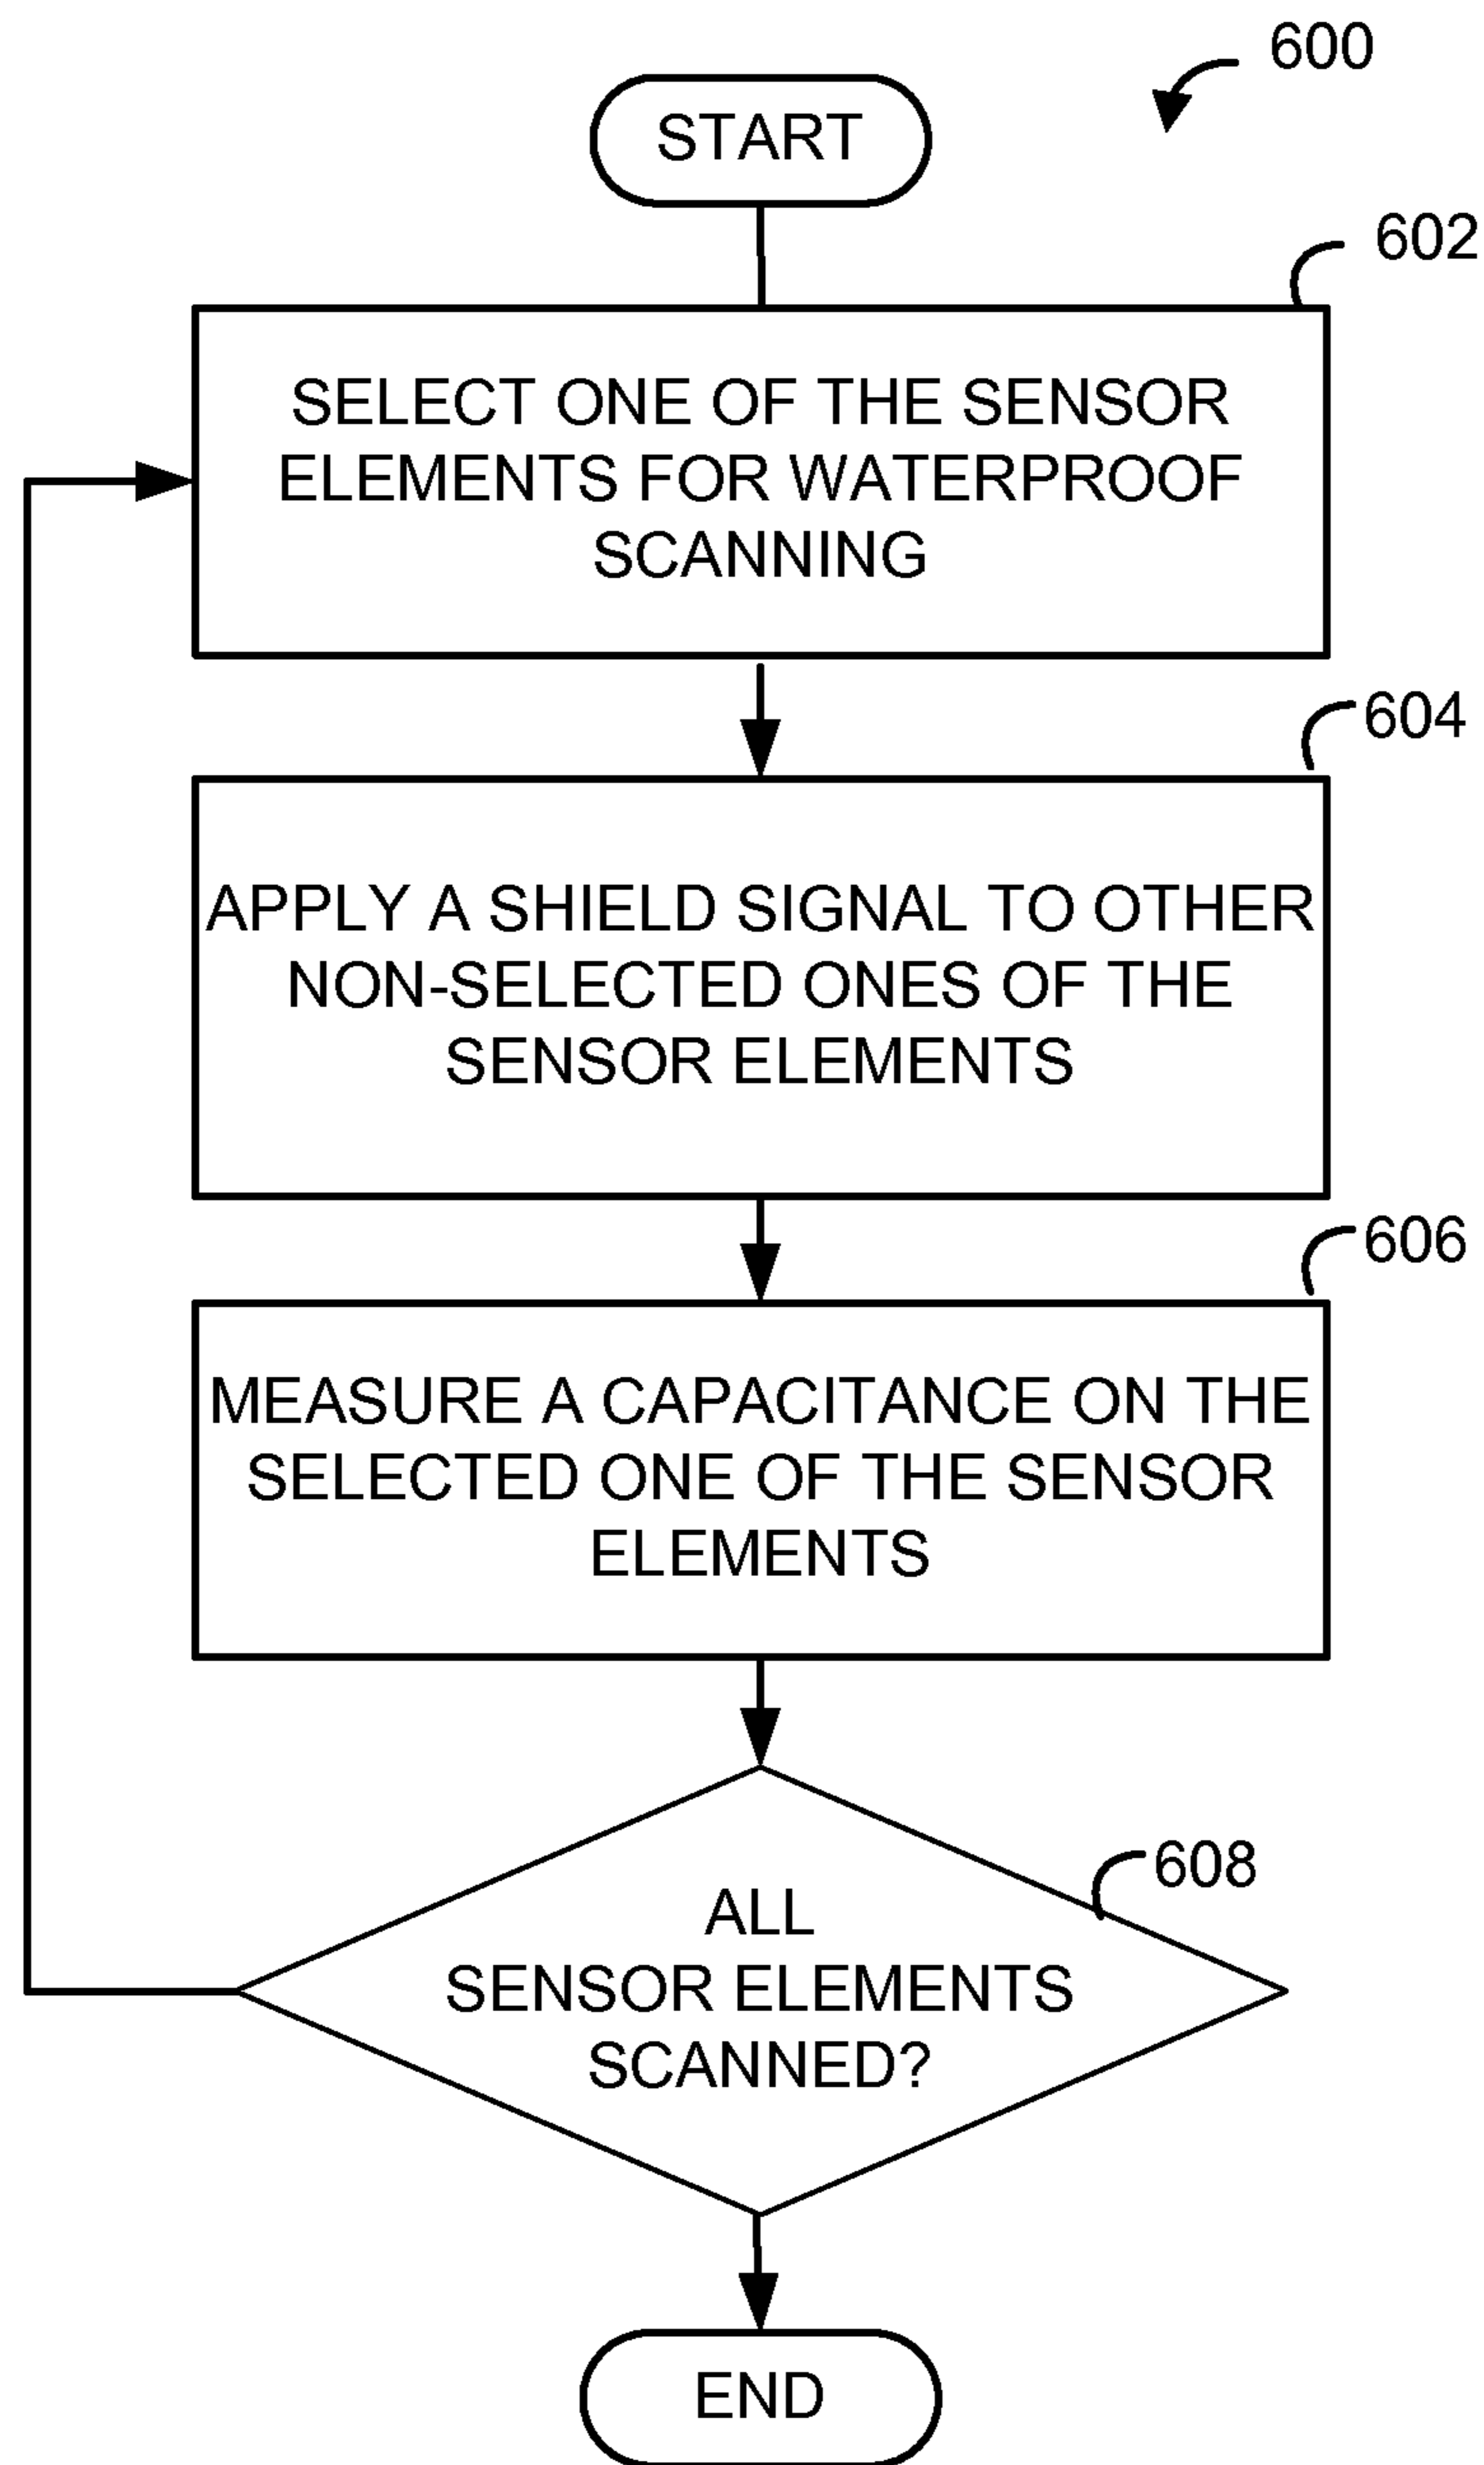 600
START
602
SELECT ONE OF THE SENSOR
ELEMENTS FOR WATERPROOF
SCANNING
604
APPLY A SHIELD SIGNAL TO OTHER
NON-SELECTED ONES OF THE
SENSOR ELEMENTS
606
MEASURE A CAPACITANCE ON THE
SELECTED ONE OF THE SENSOR
ELEMENTS
608
ALL
SENSOR ELEMENTS
SCANNED?
END